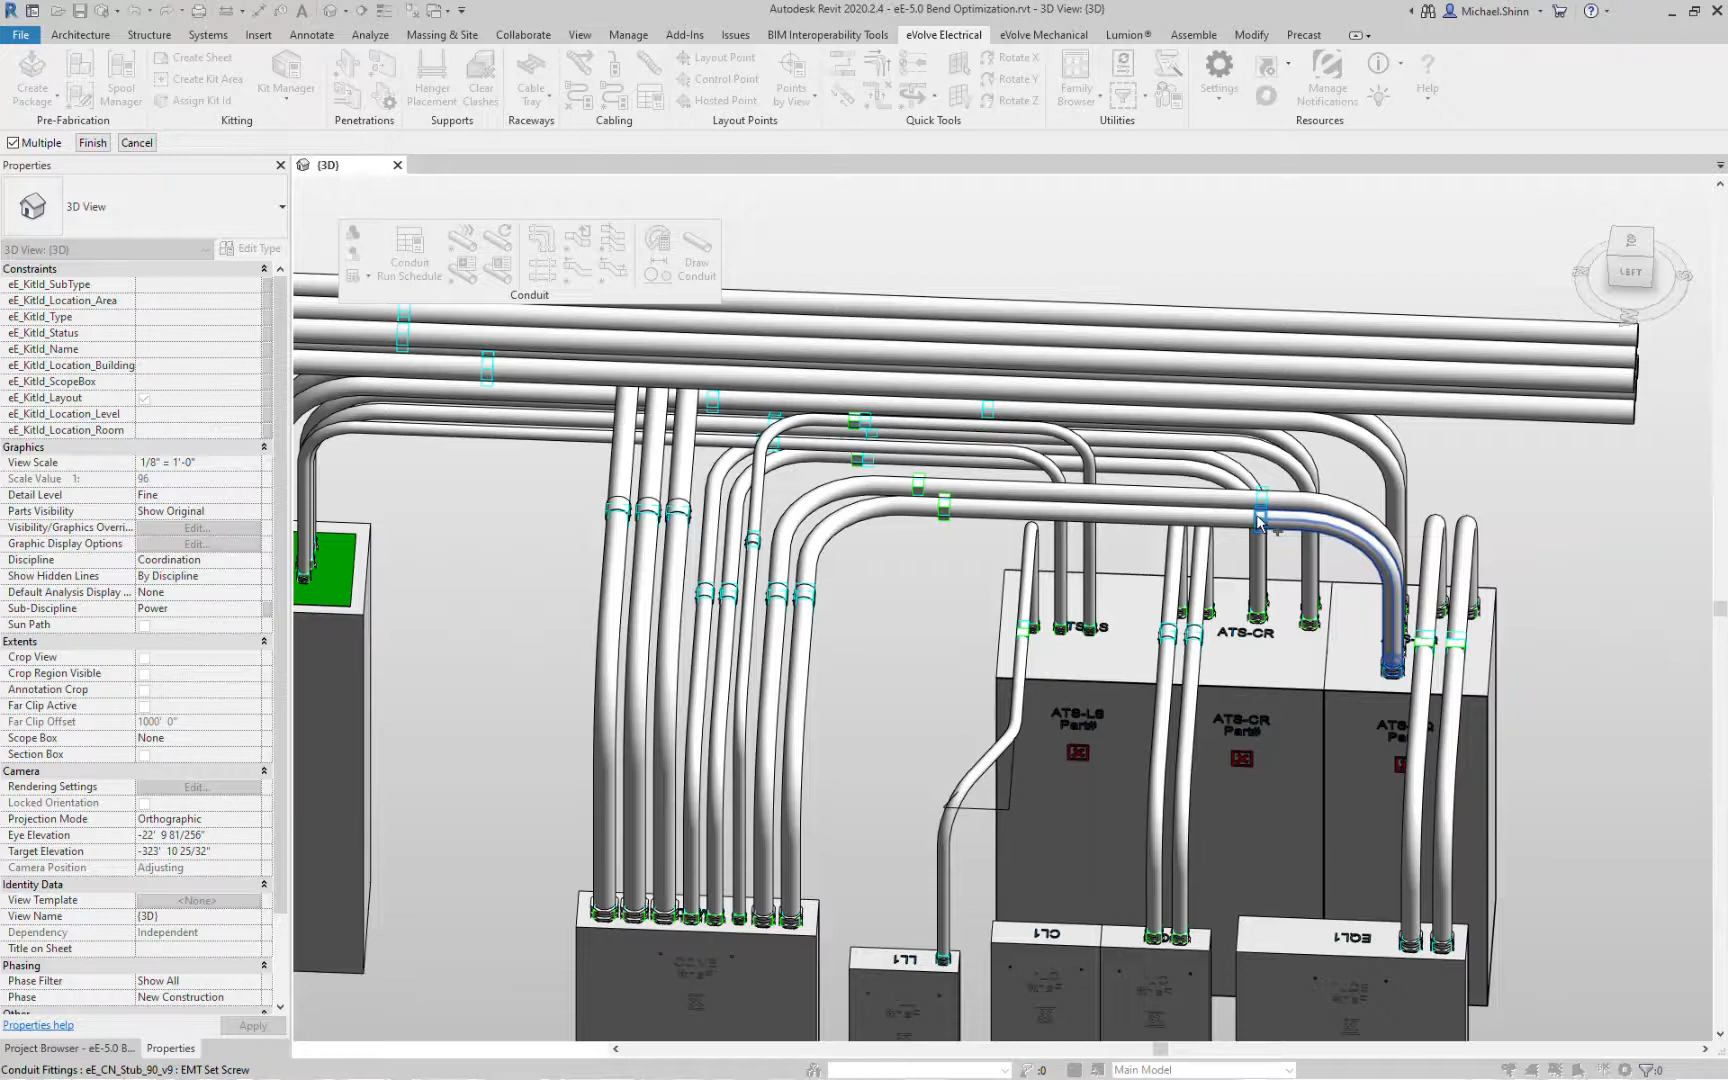 Autodesk Revit 2020.2.4 - eE-5.0 Bend Optimization.rvt - 3D View: {3D}
Michael.Shinn
File Architecture Structure Systems Insert Annotate Analyze Massing & Site Collaborate View Manage Add-Ins Issues BIM Interoperability Tools eVolve Electrical eVolve Mechanical Lumion® Assemble Modify Precast
Create Package
Spool Manager
Create Sheet
Create Kit Area
Assign Kit Id
Kit Manager
Hanger Placement
Clear Clashes
Cable Tray
Layout Point
Control Point
Hosted Point
Points by View
Rotate X
Rotate Y
Rotate Z
Family Browser
Settings
Manage Notifications
Help
Pre-Fabrication Kitting Penetrations Supports Raceways Cabling Layout Points Quick Tools Utilities Resources
Multiple Finish Cancel
Properties
{3D}
3D View
3D View: {3D} Edit Type
Constraints
eE_KitId_SubType
eE_KitId_Location_Area
eE_KitId_Type
eE_KitId_Status
eE_KitId_Name
eE_KitId_Location_Building
eE_KitId_ScopeBox
eE_KitId_Layout
eE_KitId_Location_Level
eE_KitId_Location_Room
Graphics
View Scale 1/8" = 1'-0"
Scale Value 1: 96
Detail Level Fine
Parts Visibility Show Original
Visibility/Graphics Overri... Edit...
Graphic Display Options Edit...
Discipline Coordination
Show Hidden Lines By Discipline
Default Analysis Display ... None
Sub-Discipline Power
Sun Path
Extents
Crop View
Crop Region Visible
Annotation Crop
Far Clip Active
Far Clip Offset 1000' 0"
Scope Box None
Section Box
Camera
Rendering Settings Edit...
Locked Orientation
Projection Mode Orthographic
Eye Elevation -22' 9 81/256"
Target Elevation -323' 10 25/32"
Camera Position Adjusting
Identity Data
View Template <None>
View Name {3D}
Dependency Independent
Title on Sheet
Phasing
Phase Filter Show All
Phase New Construction
Other
Properties help Apply
Project Browser - eE-5.0 B... Properties
Conduit Fittings : eE_CN_Stub_90_v9 : EMT Set Screw
Conduit Run Schedule
Draw Conduit
Conduit
TOP
LEFT
ATS-CR
ATS-LS
Part#
ATS-CR
Part#
LL1
CL1
EQL1
:0
Main Model
:0